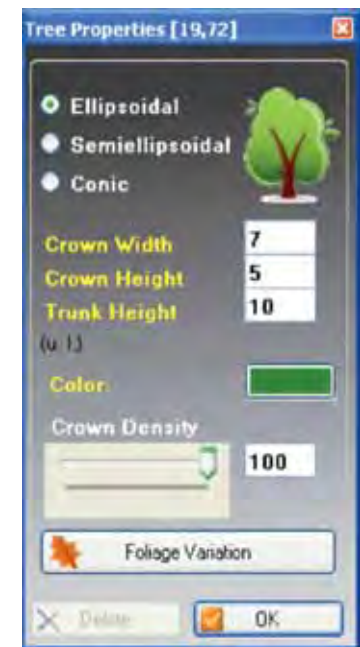 Tree Properties [19,72]
Ellipsoidal
Semiellipsoidal
Conic
Crown Width 7
Crown Height 5
Trunk Height 10
(u. l.)
Color:
Crown Density
100
Foliage Variation
Delete OK